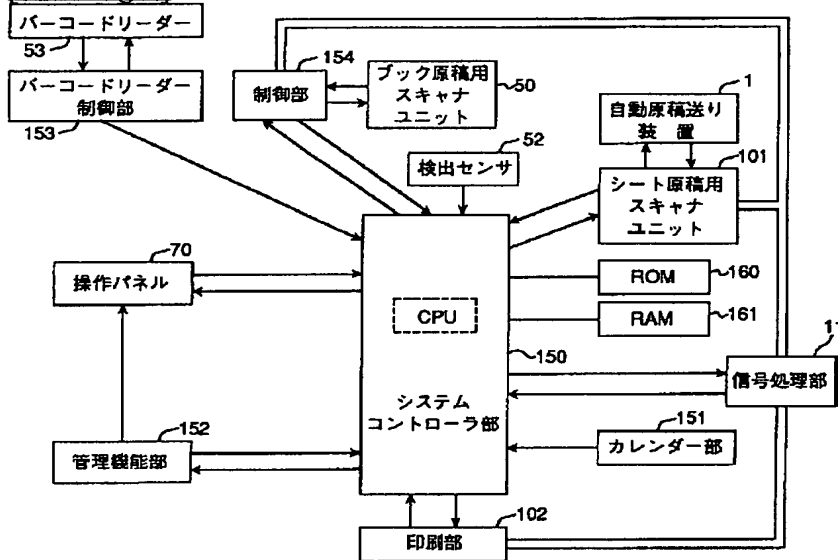 バーコードリーダー
53
バーコードリーダー
制御部
153
154
制御部
ブック原稿用
スキャナ
ユニット
50
1
自動原稿送り
装 置
52
検出センサ
101
シート原稿用
スキャナ
ユニット
70
操作パネル
ROM
160
CPU
RAM
161
150
信号処理部
システム
コントローラ部
152
管理機能部
151
カレンダー部
102
印刷部